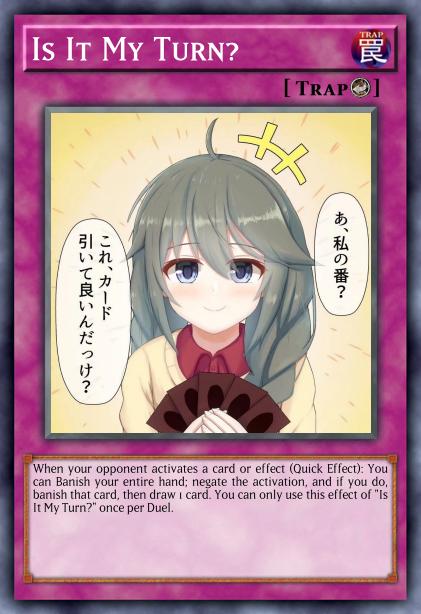 Is It My Turn?
TRAP
罠
[ Trap ]
あ、私の番？
これ、カード
引いて良いんだっけ？
When your opponent activates a card or effect (Quick Effect): You
can Banish your entire hand; negate the activation, and if you do,
banish that card, then draw 1 card. You can only use this effect of "Is
It My Turn?" once per Duel.